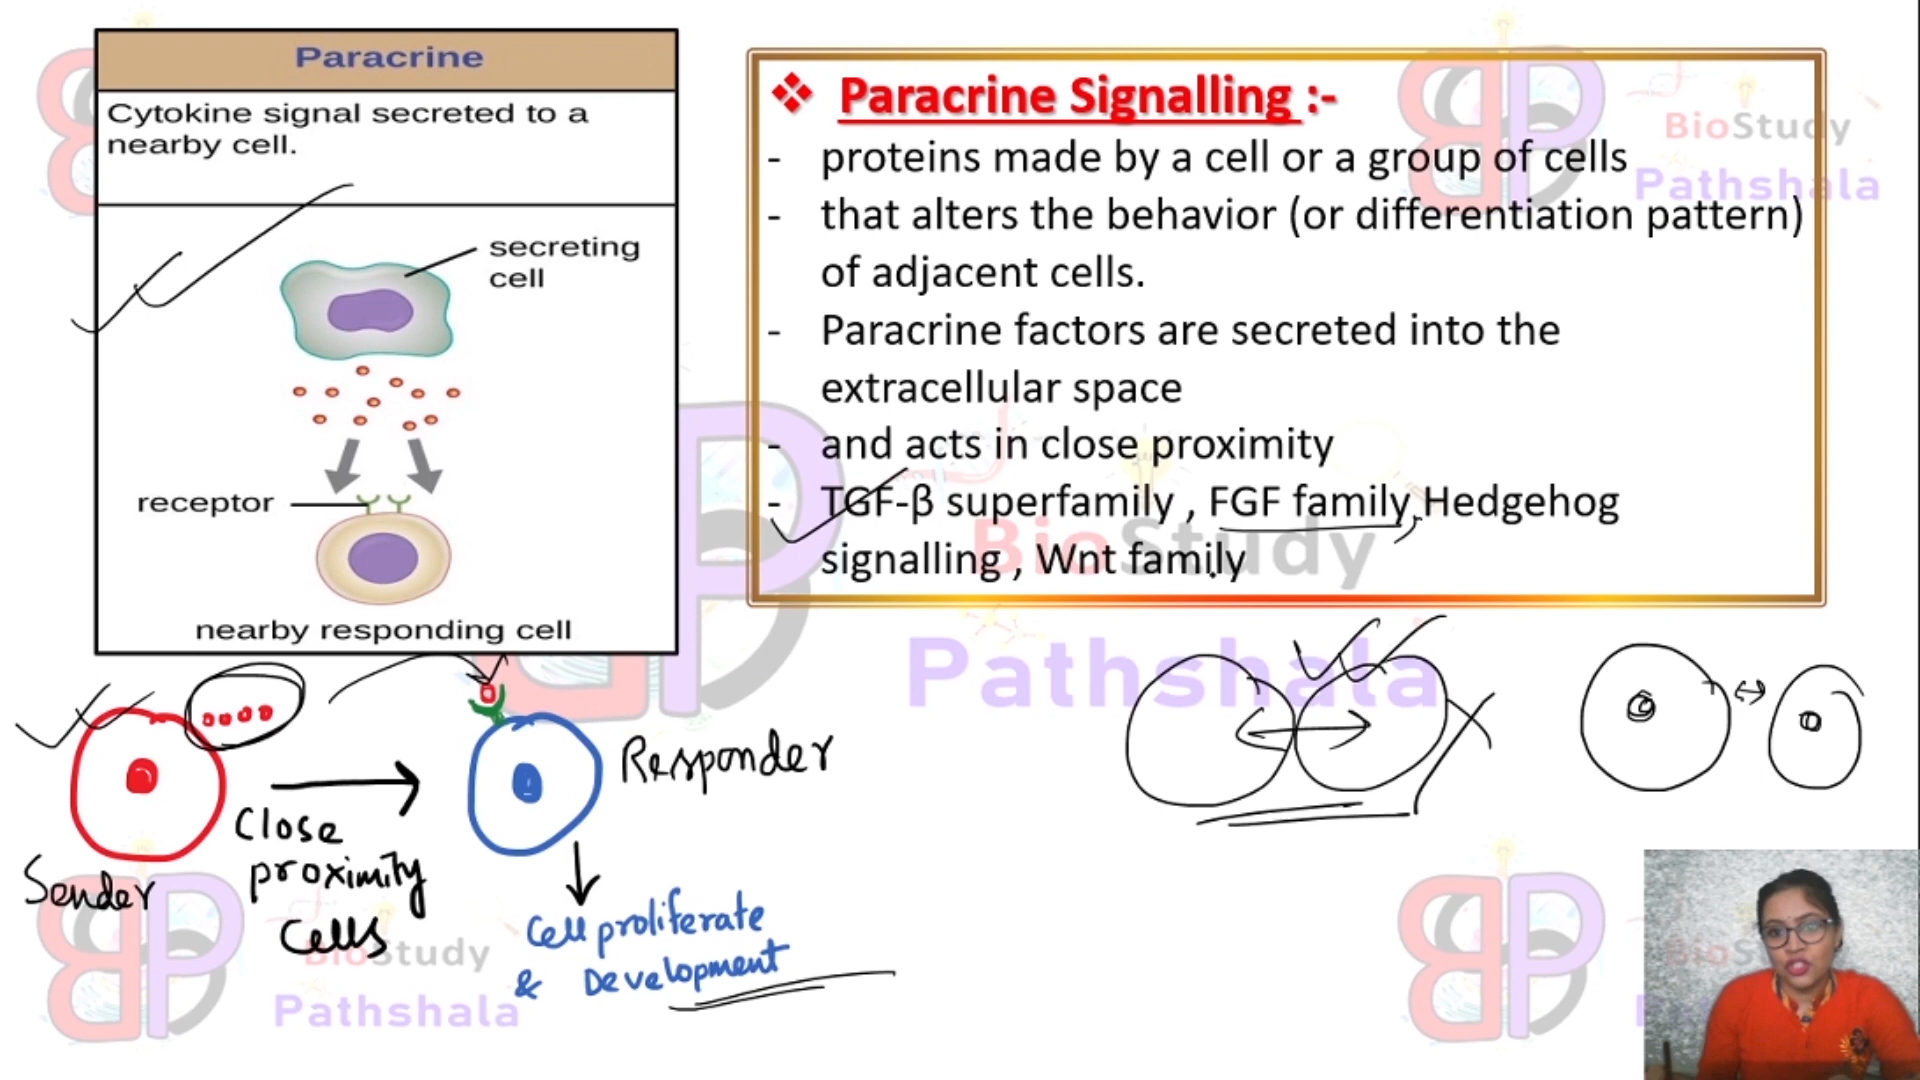 Paracrine
Cytokine signal secreted to a
nearby cell.
secreting
cell
receptor
nearby responding cell
❖ Paracrine Signalling :-
- proteins made by a cell or a group of cells
- that alters the behavior (or differentiation pattern)
of adjacent cells.
- Paracrine factors are secreted into the
extracellular space
- and acts in close proximity
- TGF-β superfamily , FGF family, Hedgehog
signalling , Wnt family
Sender
Close
proximity
Cells
Responder
Cell proliferate
& Development
BioStudy
Pathshala
BioStudy
Pathshala
BioStudy
Pathshala